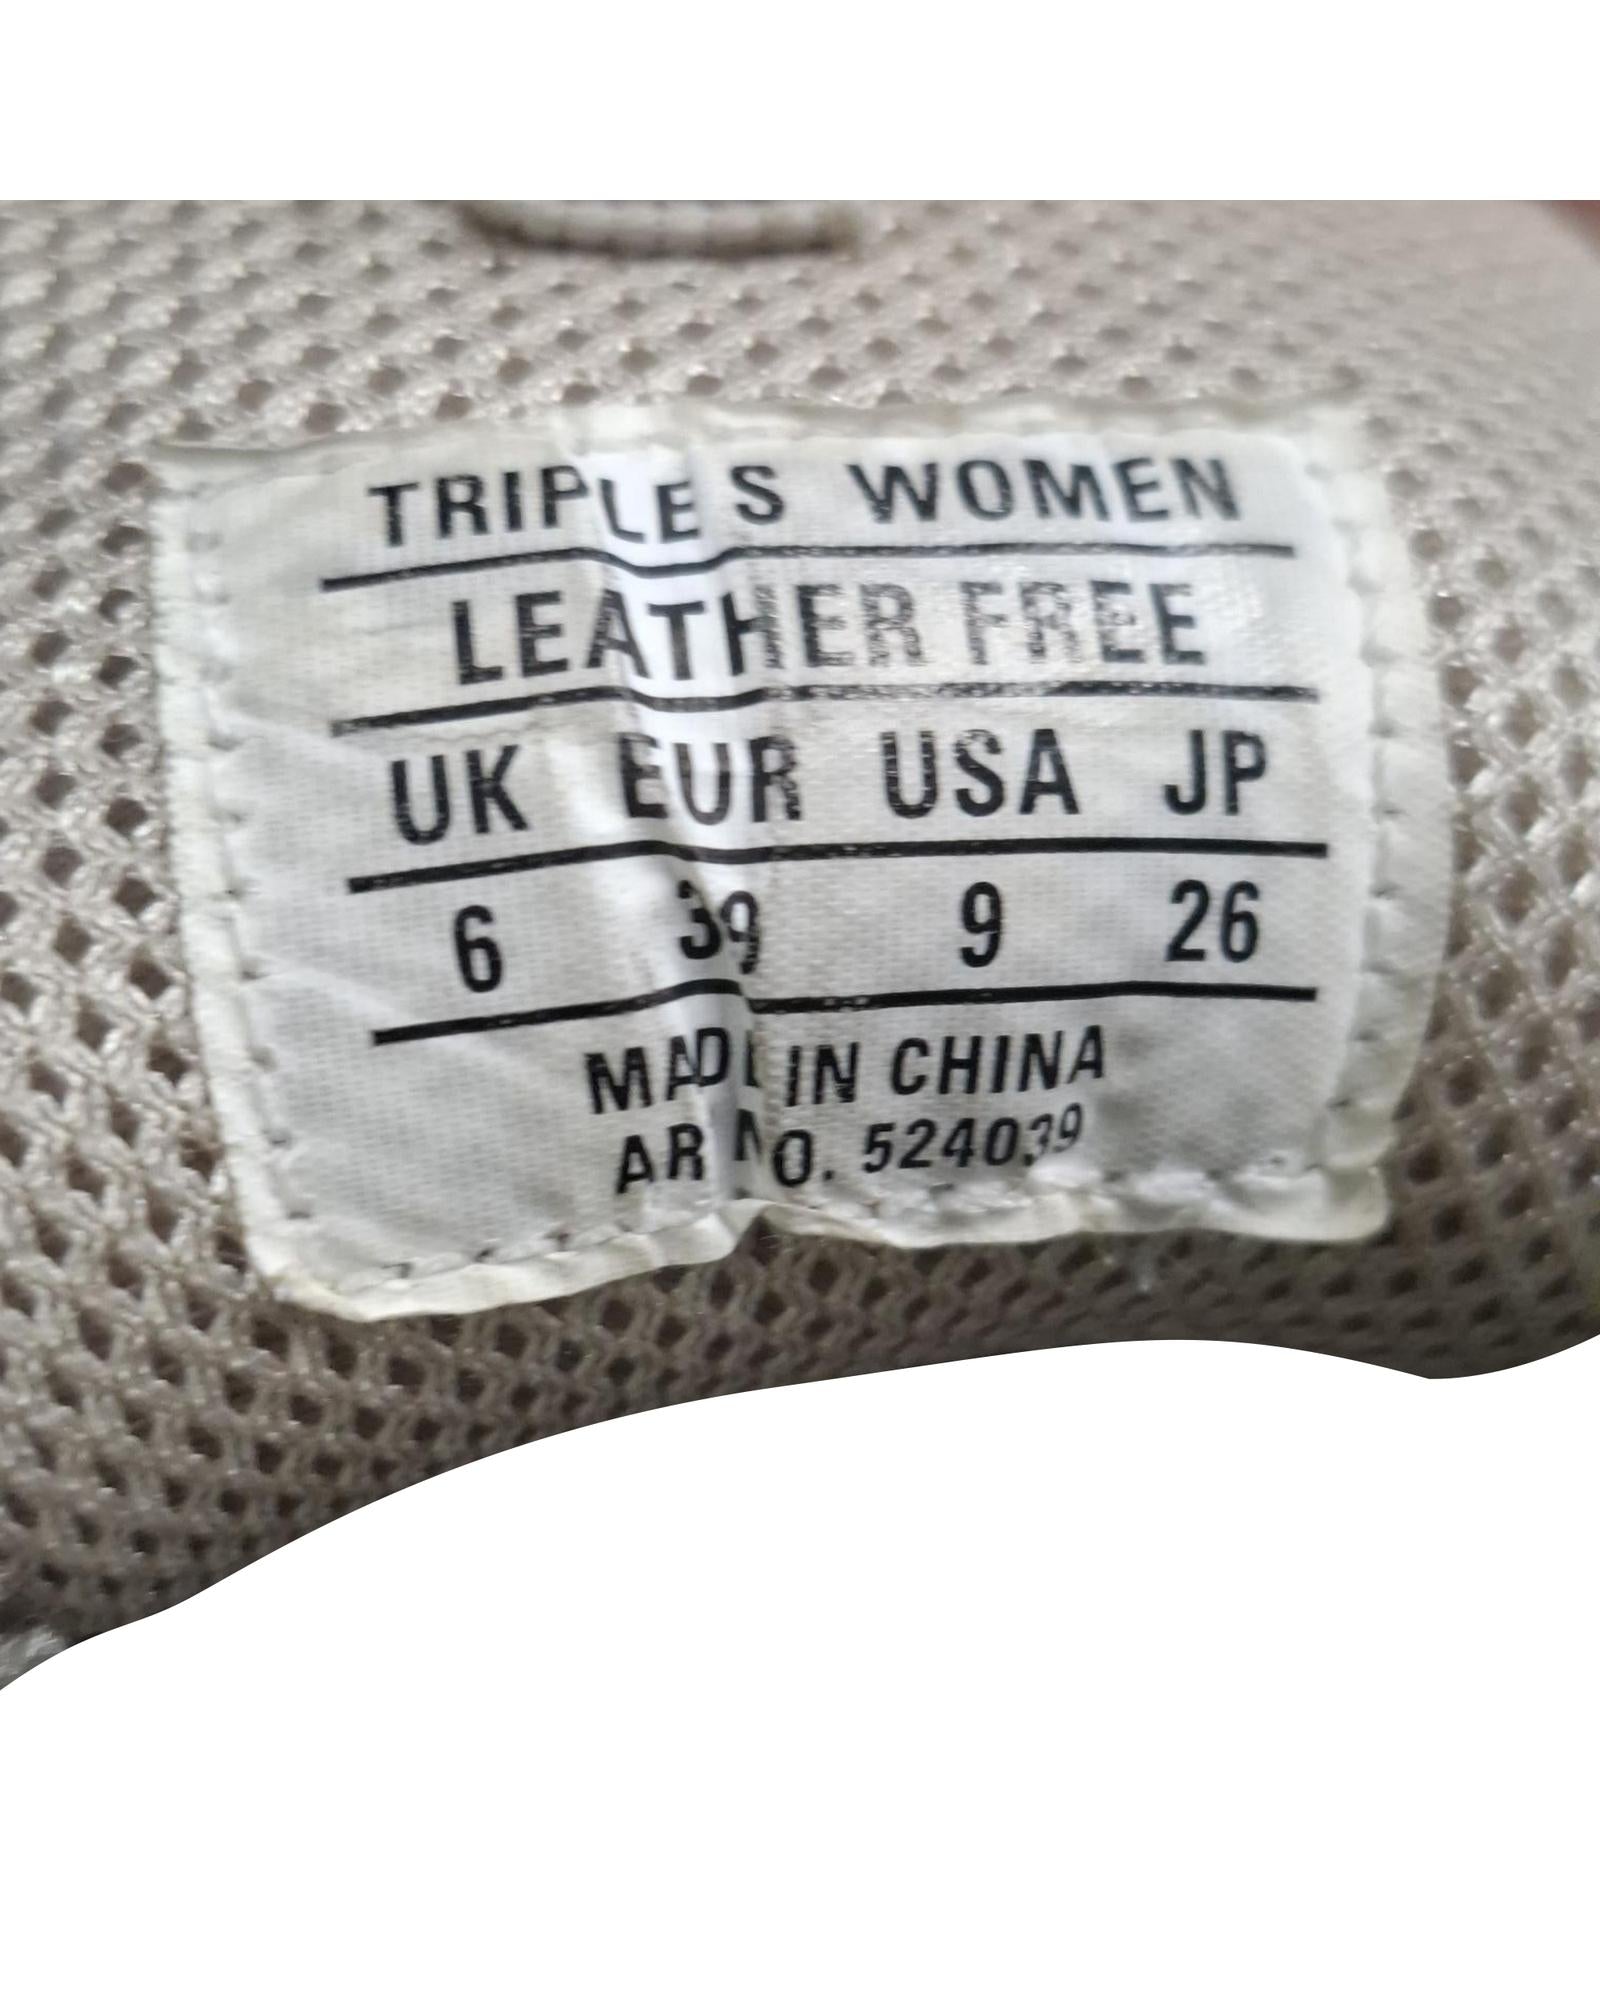 TRIPLE S WOMEN
LEATHER FREE
UK EUR USA JP
6 39 9 26
MADE IN CHINA
AR NO. 524039